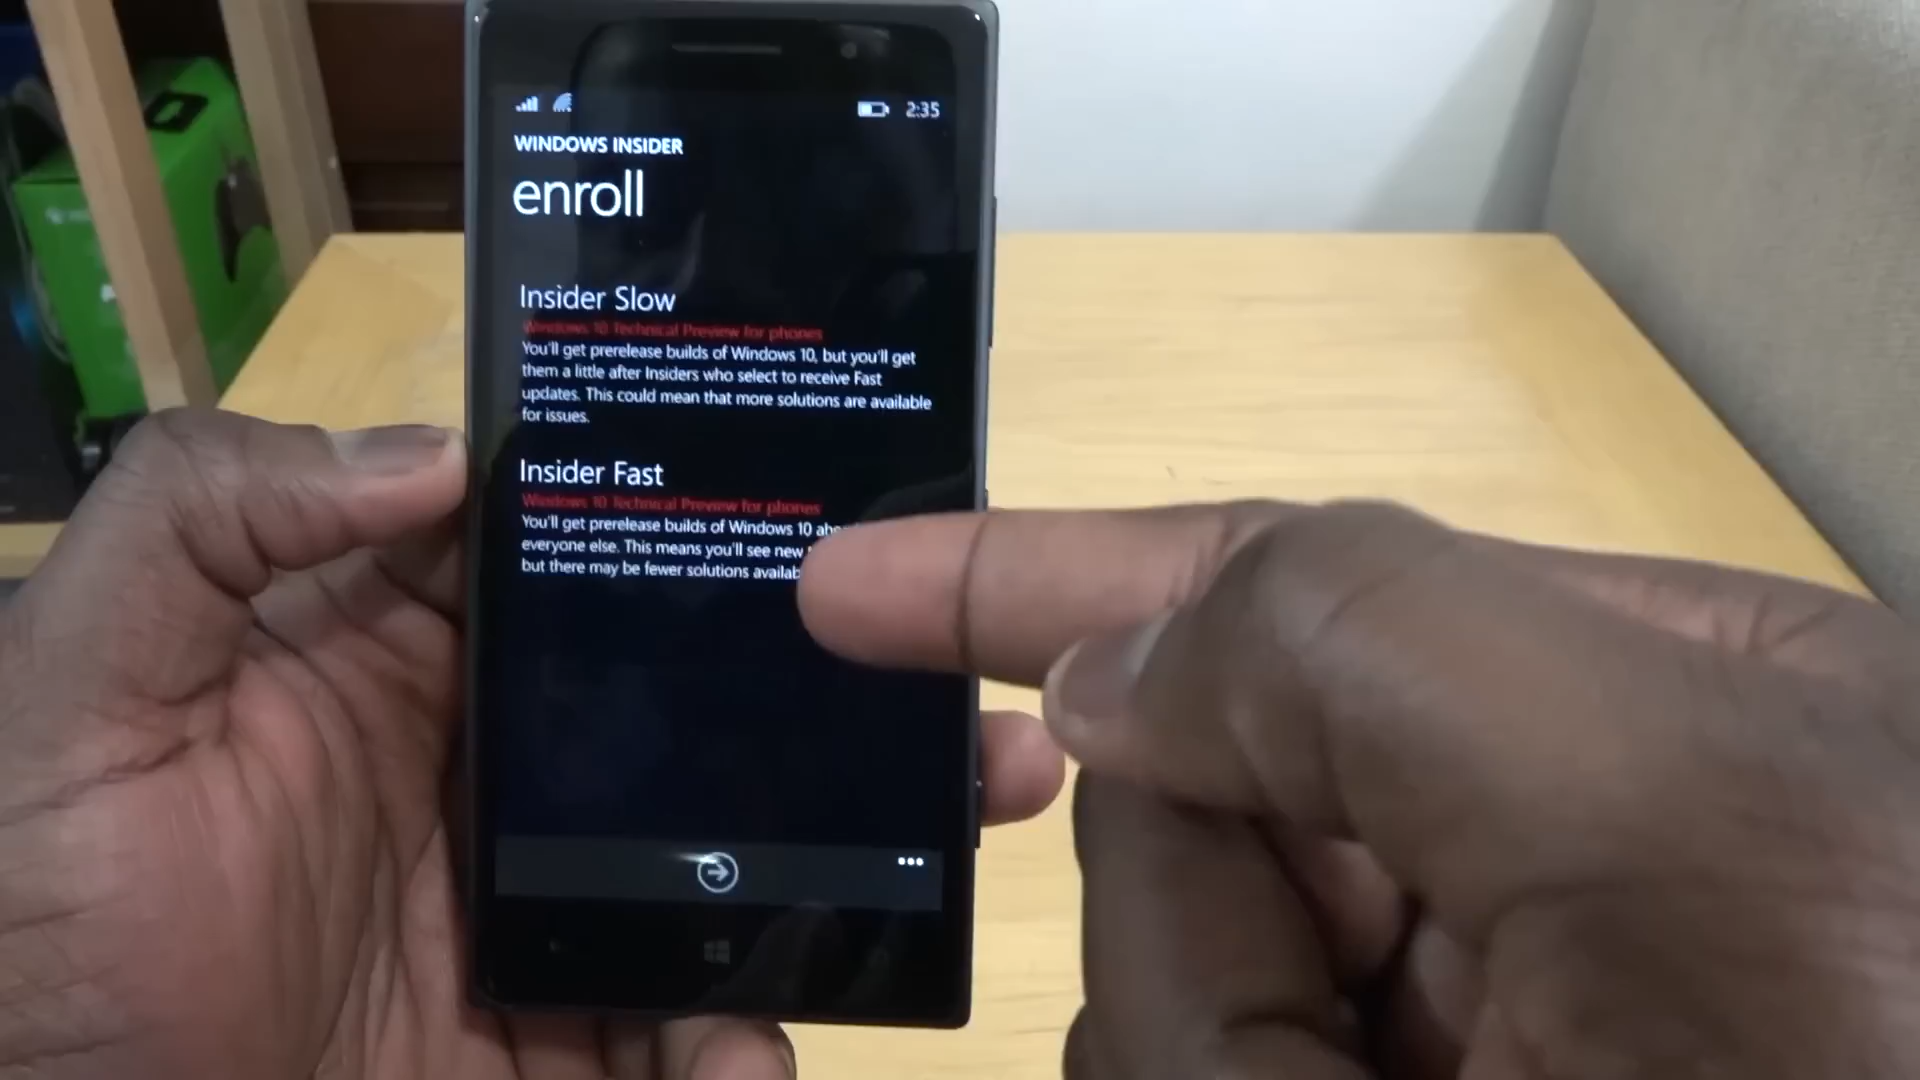 2:35
WINDOWS INSIDER
enroll
Insider Slow
Windows 10 Technical Preview for phones
You'll get prerelease builds of Windows 10, but you'll get
them a little after Insiders who select to receive Fast
updates. This could mean that more solutions are available
for issues.
Insider Fast
Windows 10 Technical Preview for phones
You'll get prerelease builds of Windows 10
everyone else. This means you'll see new
but there may be fewer solutions